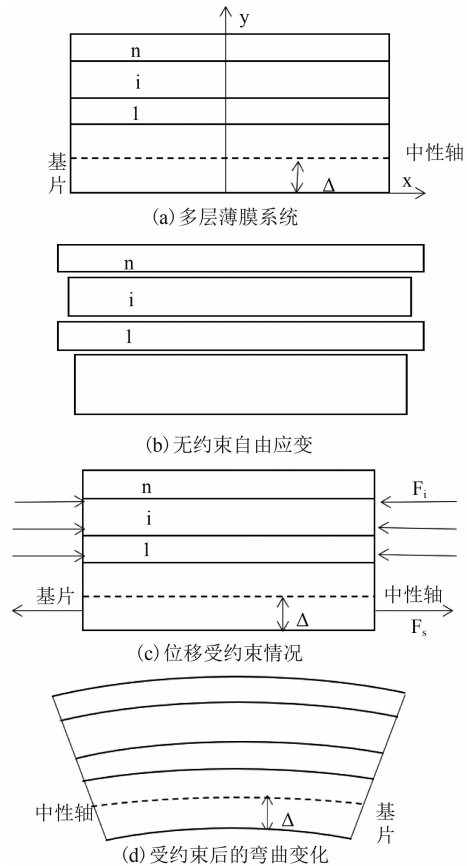 y
n
i
l
基片
中性轴
Δ
x
(a)多层薄膜系统
n
i
l
(b)无约束自由应变
n
i
l
F_i
基片
中性轴
Δ
F_s
(c)位移受约束情况
中性轴
Δ
基片
(d)受约束后的弯曲变化